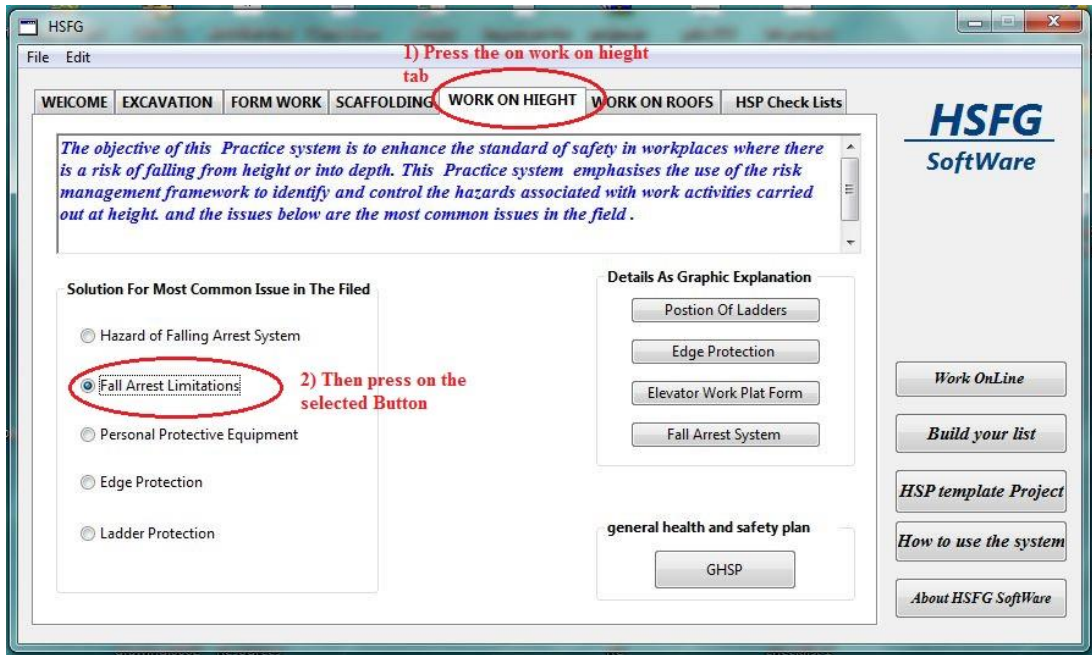 HSFG
File Edit
1) Press the on work on hieght
tab
WElCOME EXCAVATION FORM WORK SCAFFOLDING WORK ON HIEGHT WORK ON ROOFS HSP Check Lists
HSFG
SoftWare
The objective of this Practice system is to enhance the standard of safety in workplaces where there
is a risk of falling from height or into depth. This Practice system emphasises the use of the risk
management framework to identify and control the hazards associated with work activities carried
out at height. and the issues below are the most common issues in the field .
Solution For Most Common Issue in The Filed
Hazard of Falling Arrest System
Fall Arrest Limitations
2) Then press on the
selected Button
Personal Protective Equipment
Edge Protection
Ladder Protection
Details As Graphic Explanation
Postion Of Ladders
Edge Protection
Elevator Work Plat Form
Fall Arrest System
general health and safety plan
GHSP
Work OnLine
Build your list
HSP template Project
How to use the system
About HSFG SoftWare